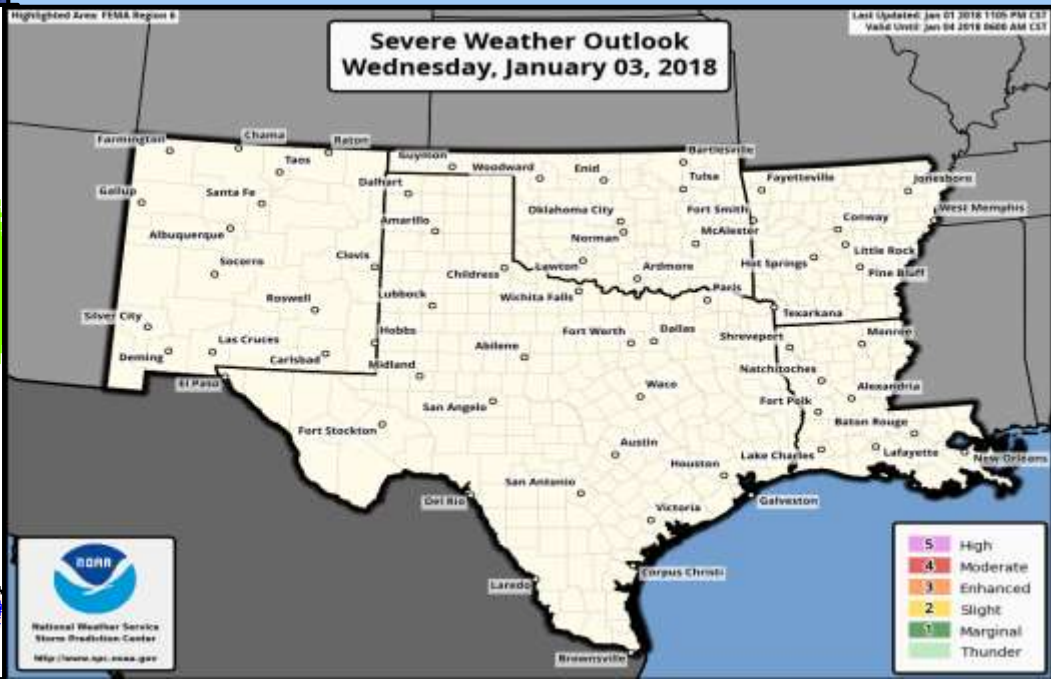 Highlighted Area: FEMA Region 6
Last Updated: Jan 01 2018 1105 PM CST
Valid Until: Jan 04 2018 0600 AM CST
Severe Weather Outlook
Wednesday, January 03, 2018
Farmington
Chama
Raton
Taos
Guymon
Woodward
Enid
Bartlesville
Tulsa
Fayetteville
Jonesboro
Gallup
Santa Fe
Dalhart
Amarillo
Oklahoma City
Fort Smith
Conway
West Memphis
Albuquerque
Norman
McAlester
Little Rock
Socorro
Clovis
Childress
Lawton
Ardmore
Hot Springs
Pine Bluff
Roswell
Lubbock
Wichita Falls
Paris
Texarkana
Silver City
Las Cruces
Hobbs
Abilene
Fort Worth
Dallas
Shreveport
Monroe
Deming
Carlsbad
Midland
Natchitoches
El Paso
San Angelo
Waco
Fort Polk
Alexandria
Fort Stockton
Austin
Baton Rouge
Houston
Lake Charles
Lafayette
New Orleans
Del Rio
San Antonio
Victoria
Galveston
Laredo
Corpus Christi
Brownsville
NOAA
National Weather Service
Storm Prediction Center
http://www.spc.noaa.gov
5 High
4 Moderate
3 Enhanced
2 Slight
1 Marginal
Thunder